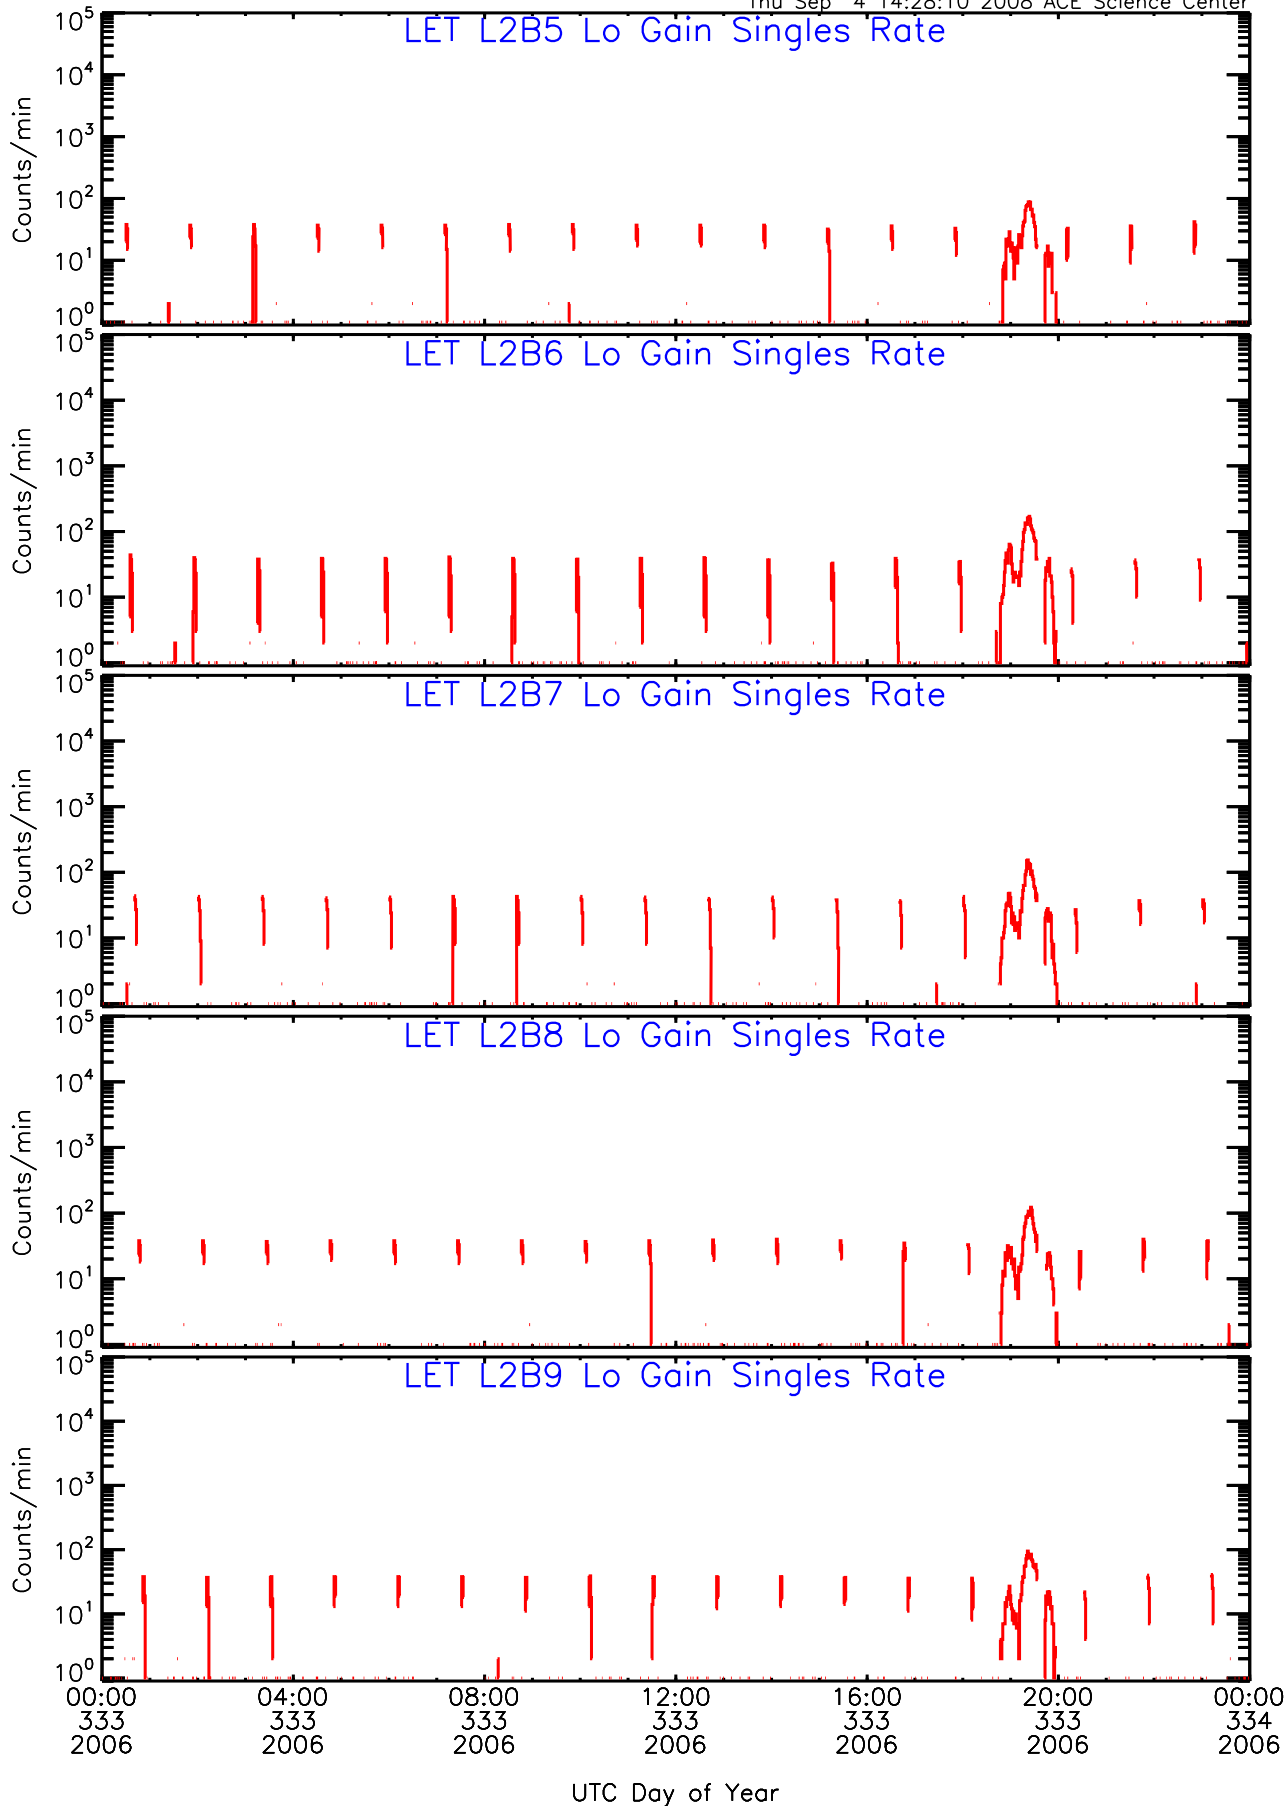 Thu Sep 4 14:28:10 2008 ACE Science Center
LET L2B5 Lo Gain Singles Rate
10^5
10^4
10^3
10^2
10^1
10^0
Counts/min
LET L2B6 Lo Gain Singles Rate
10^5
10^4
10^3
10^2
10^1
10^0
Counts/min
LET L2B7 Lo Gain Singles Rate
10^5
10^4
10^3
10^2
10^1
10^0
Counts/min
LET L2B8 Lo Gain Singles Rate
10^5
10^4
10^3
10^2
10^1
10^0
Counts/min
LET L2B9 Lo Gain Singles Rate
10^5
10^4
10^3
10^2
10^1
10^0
Counts/min
00:00 04:00 08:00 12:00 16:00 20:00 00:00
333 333 333 333 333 333 334
2006 2006 2006 2006 2006 2006 2006
UTC Day of Year